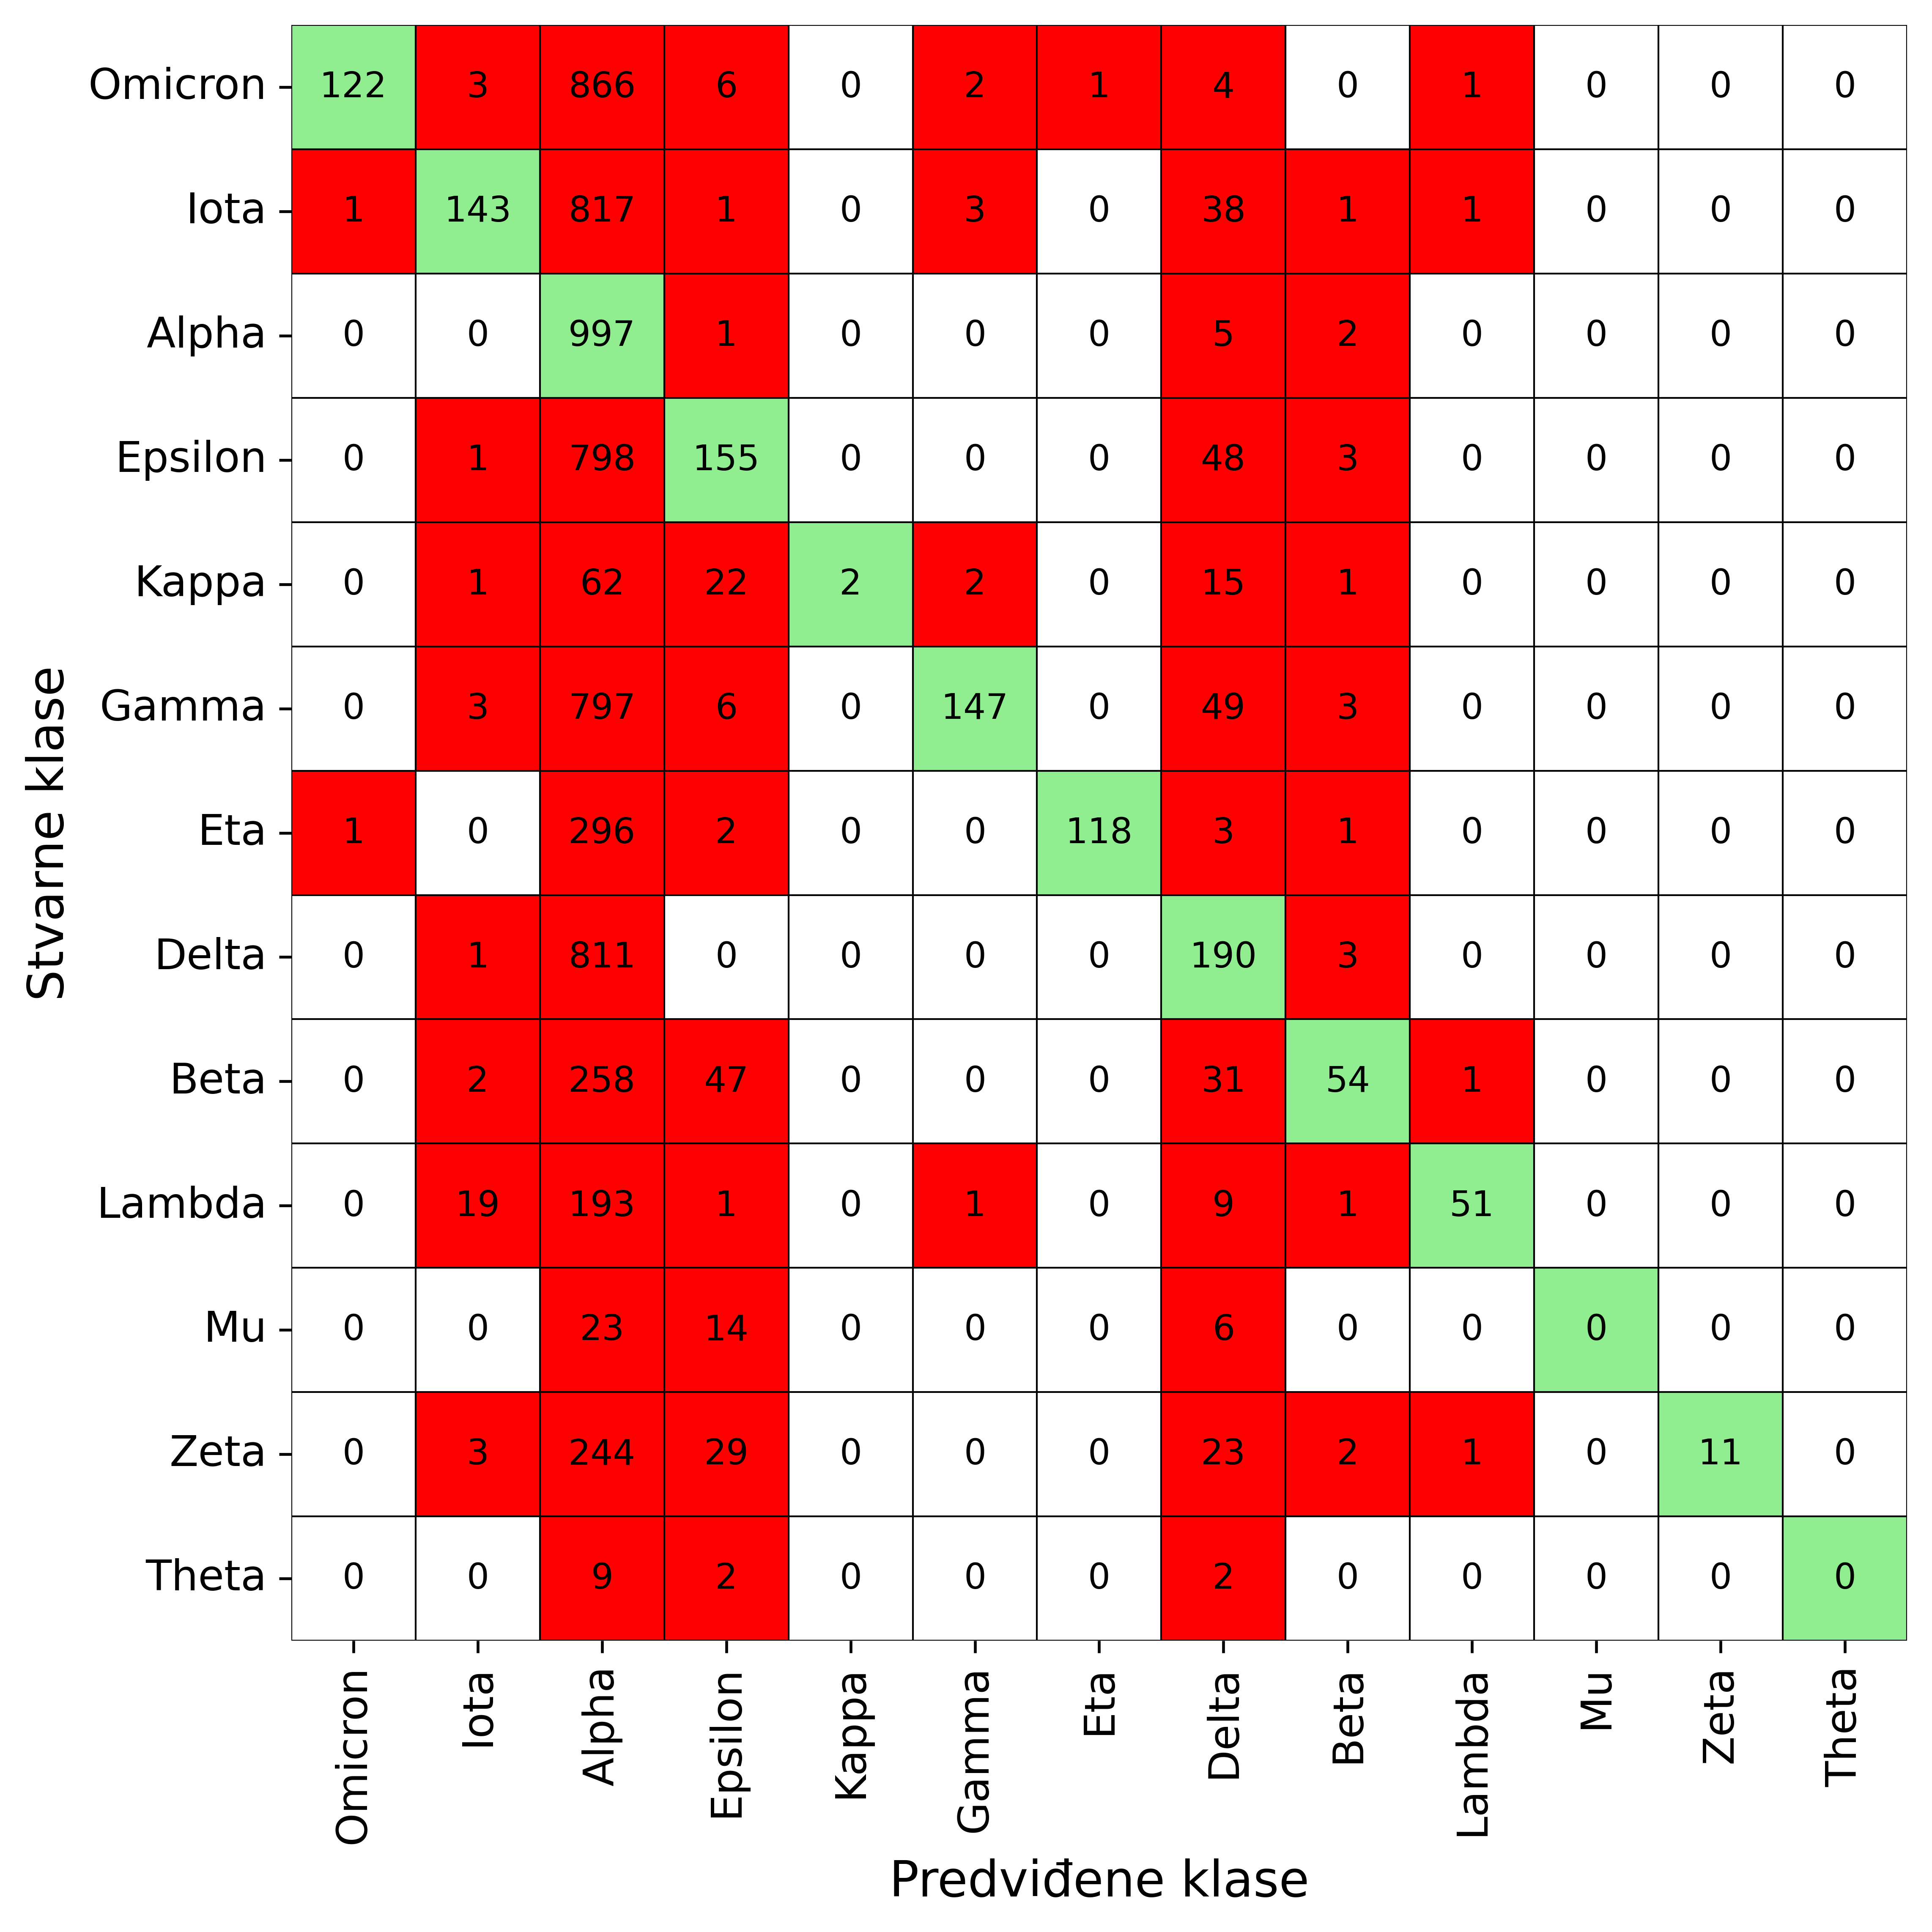 Stvarne klase
Omicron 122 3 866 6 0 2 1 4 0 1 0 0 0
Iota 1 143 817 1 0 3 0 38 1 1 0 0 0
Alpha 0 0 997 1 0 0 0 5 2 0 0 0 0
Epsilon 0 1 798 155 0 0 0 48 3 0 0 0 0
Kappa 0 1 62 22 2 2 0 15 1 0 0 0 0
Gamma 0 3 797 6 0 147 0 49 3 0 0 0 0
Eta 1 0 296 2 0 0 118 3 1 0 0 0 0
Delta 0 1 811 0 0 0 0 190 3 0 0 0 0
Beta 0 2 258 47 0 0 0 31 54 1 0 0 0
Lambda 0 19 193 1 0 1 0 9 1 51 0 0 0
Mu 0 0 23 14 0 0 0 6 0 0 0 0 0
Zeta 0 3 244 29 0 0 0 23 2 1 0 11 0
Theta 0 0 9 2 0 0 0 2 0 0 0 0 0
Omicron Iota Alpha Epsilon Kappa Gamma Eta Delta Beta Lambda Mu Zeta Theta
Predviđene klase